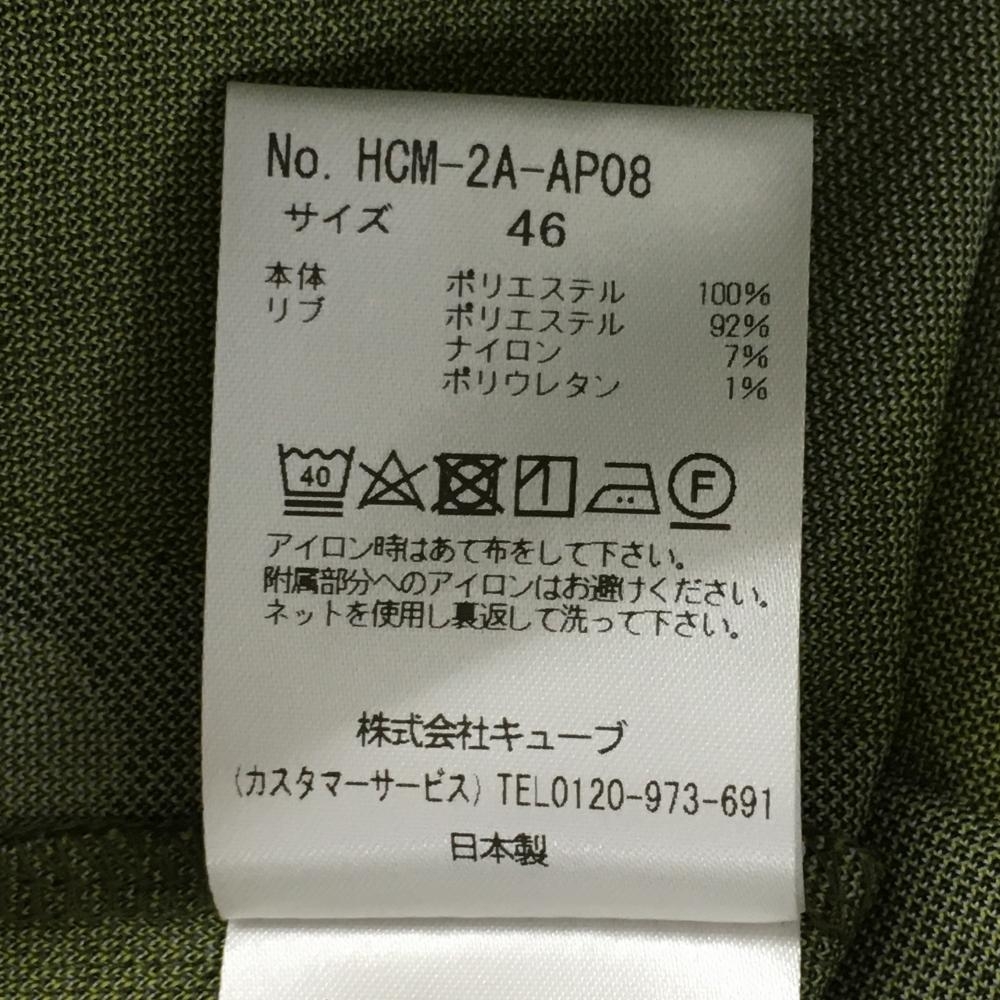 No. HCM-2A-AP08
サイズ 46
本体 ポリエステル 100%
リブ ポリエステル 92%
ナイロン 7%
ポリウレタン 1%
40 F
アイロン時はあて布をして下さい。
附属部分へのアイロンはお避けください。
ネットを使用し裏返して洗って下さい。
株式会社キューブ
(カスタマーサービス) TEL0120-973-691
日本製